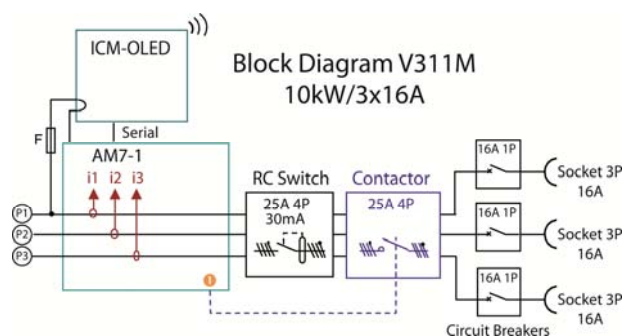 ICM-OLED
Block Diagram V311M
10kW/3x16A
F
Serial
AM7-1
i1 i2 i3
RC Switch
25A 4P
30mA
Contactor
25A 4P
16A 1P
Socket 3P
16A
P1
P2
P3
16A 1P
Socket 3P
16A
1
16A 1P
Socket 3P
16A
Circuit Breakers